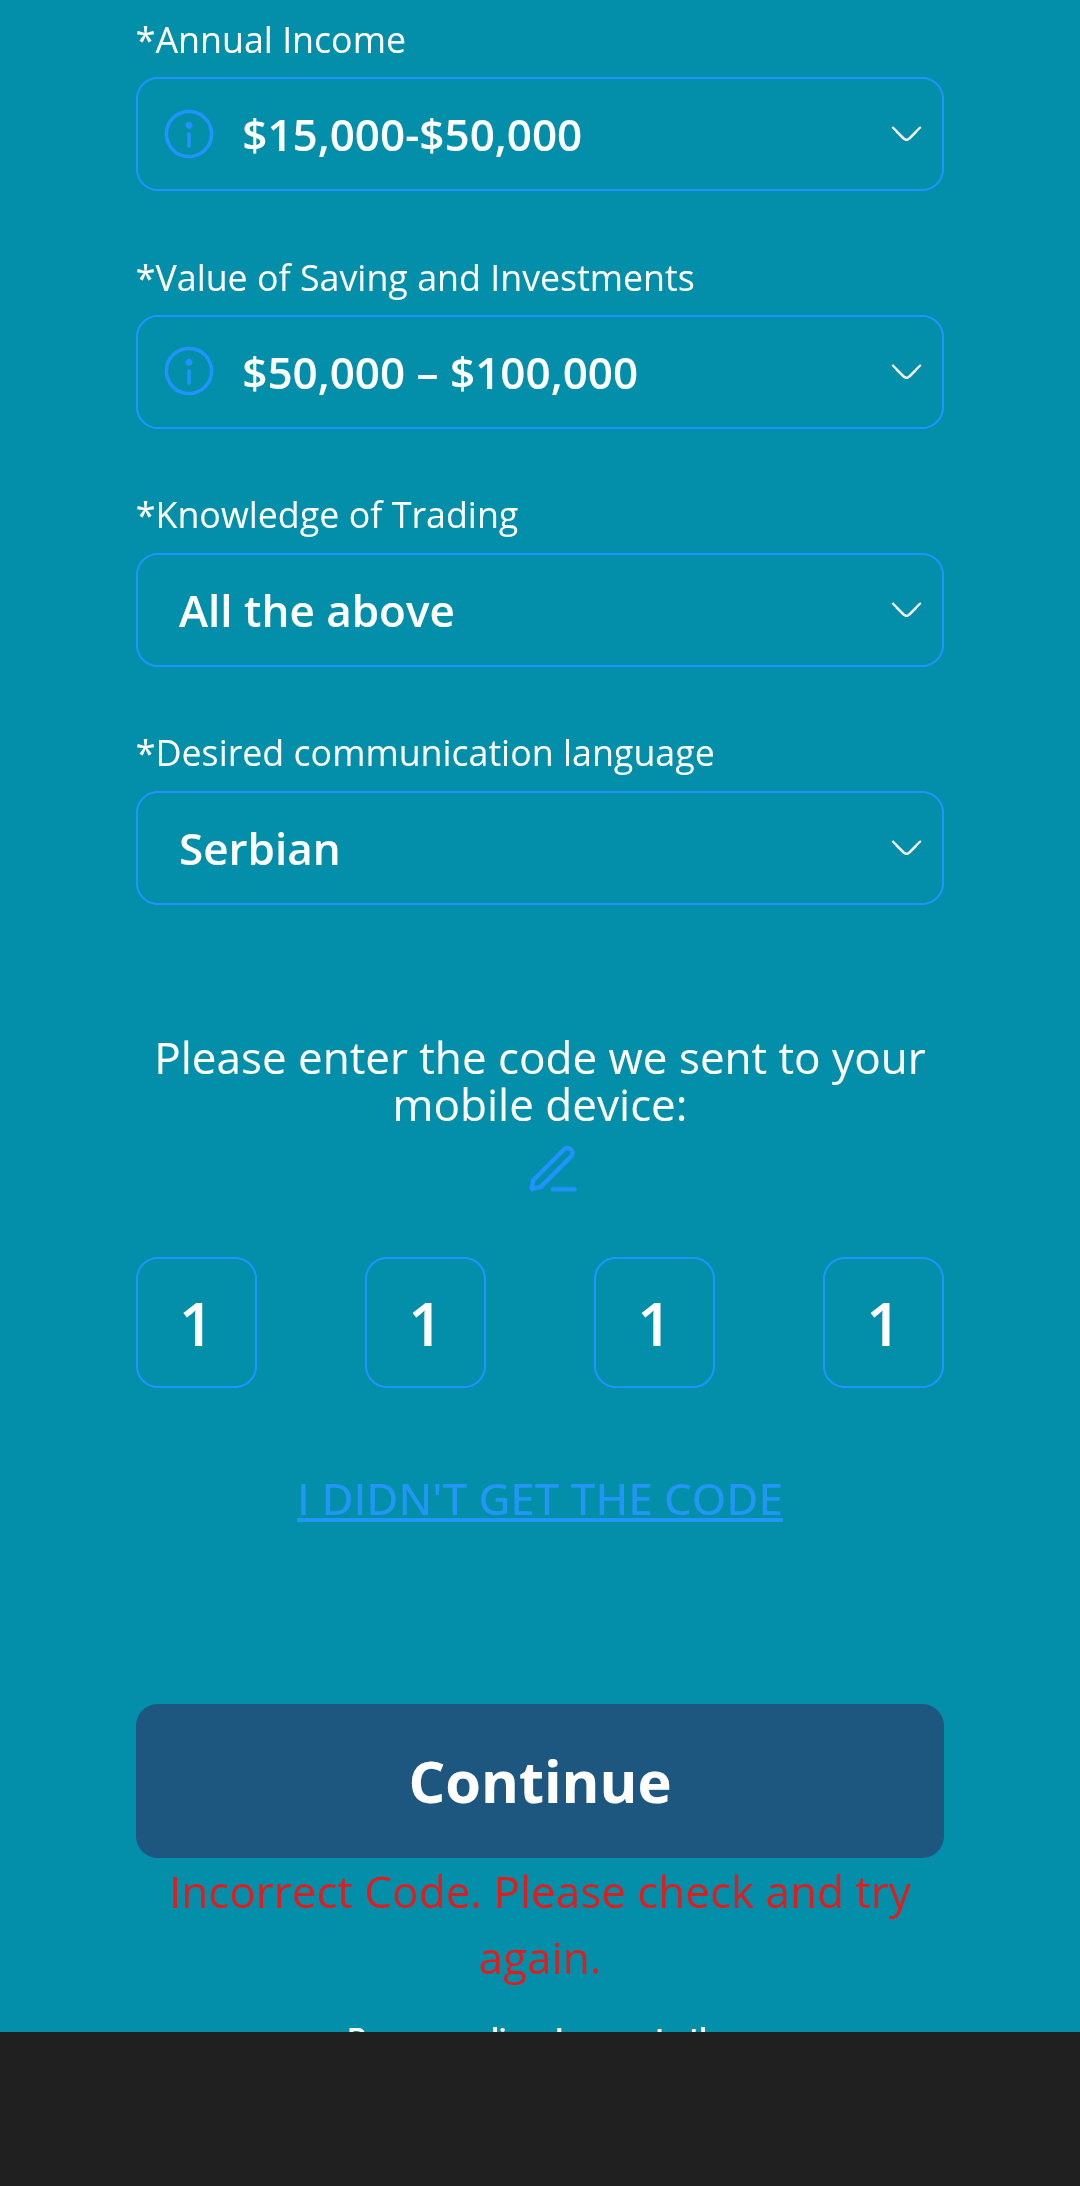 *Annual Income
$15,000-$50,000
*Value of Saving and Investments
$50,000 – $100,000
*Knowledge of Trading
All the above
*Desired communication language
Serbian
Please enter the code we sent to your
mobile device:
1 1 1 1
I DIDN'T GET THE CODE
Continue
Incorrect Code. Please check and try
again.